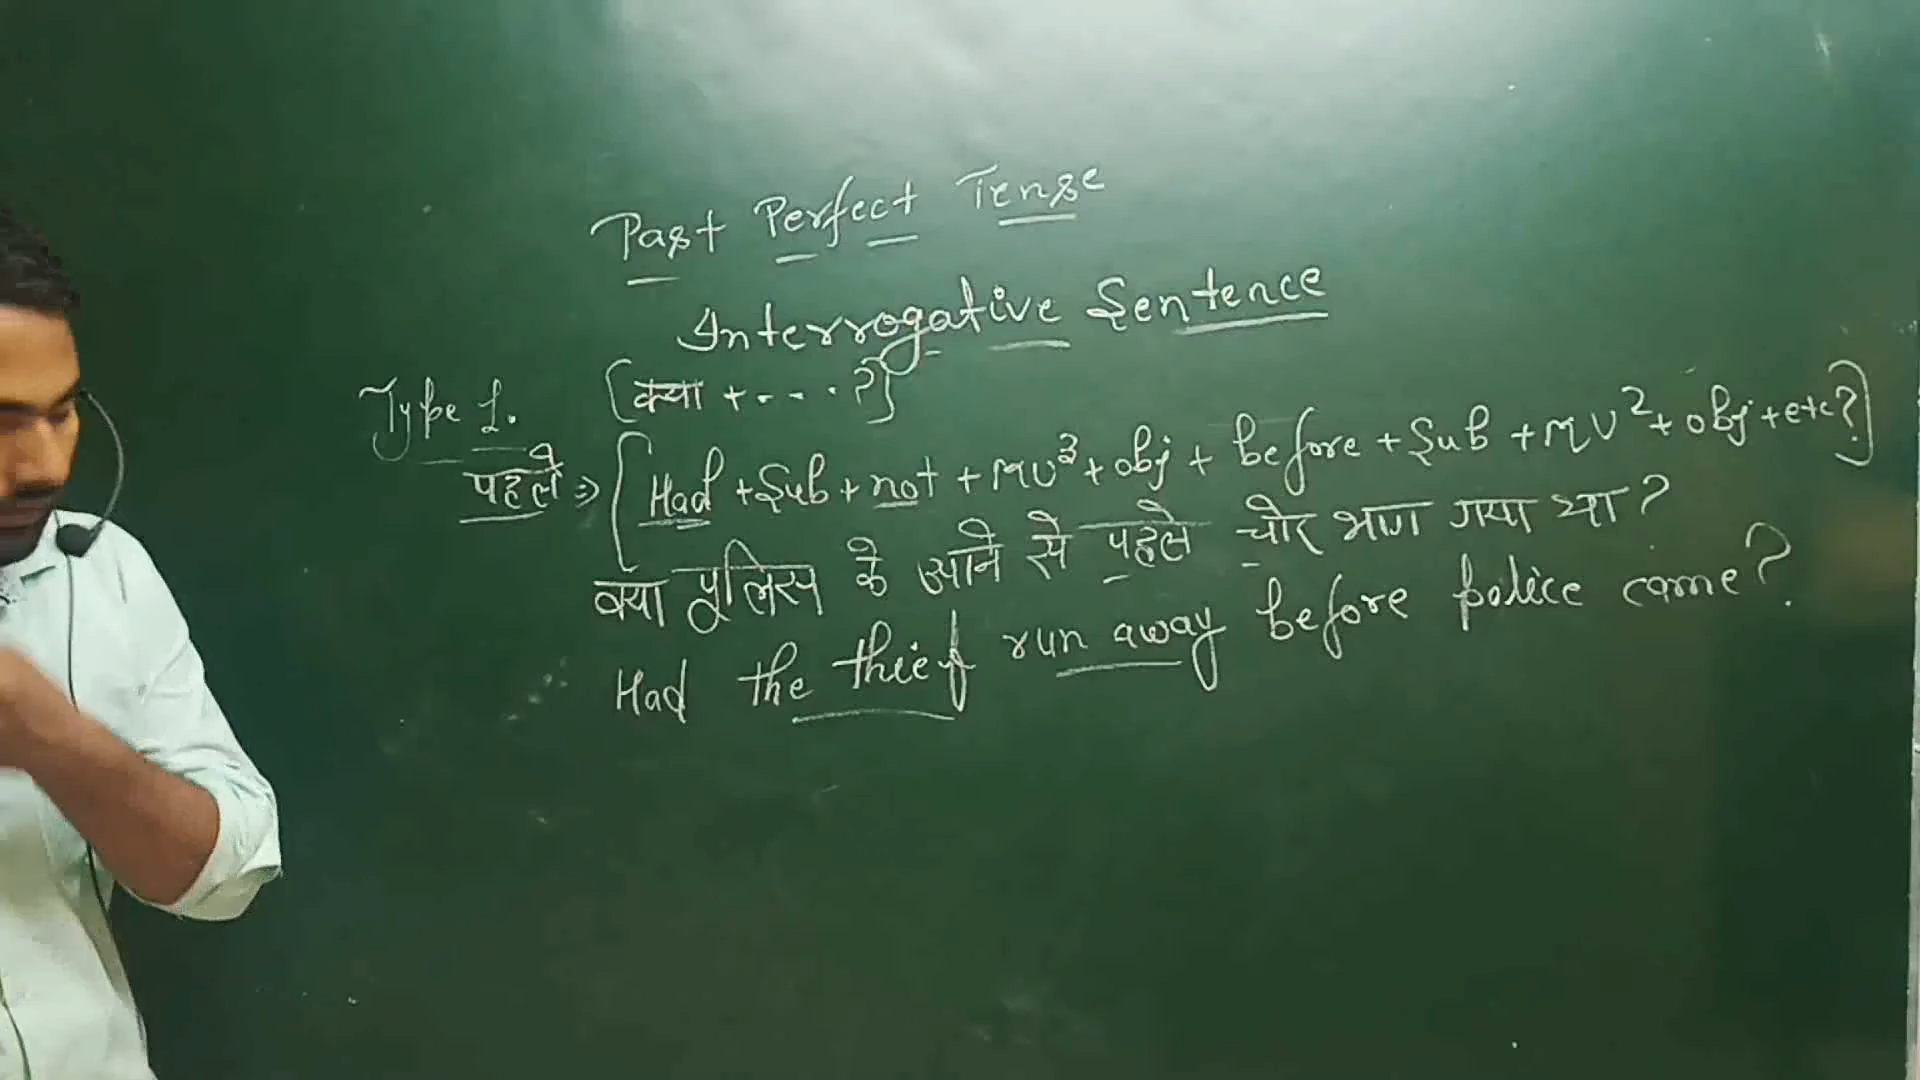 Past Perfect Tense
Interrogative Sentence
Type 1. {क्या + . - - . ?}
पहले ⇒ {Had + Sub + not + MV³ + obj + before + Sub + MV² + obj + etc?}
क्या पूलिस के आने से पहले चोर भाग गया था ?
Had the thief run away before police came?